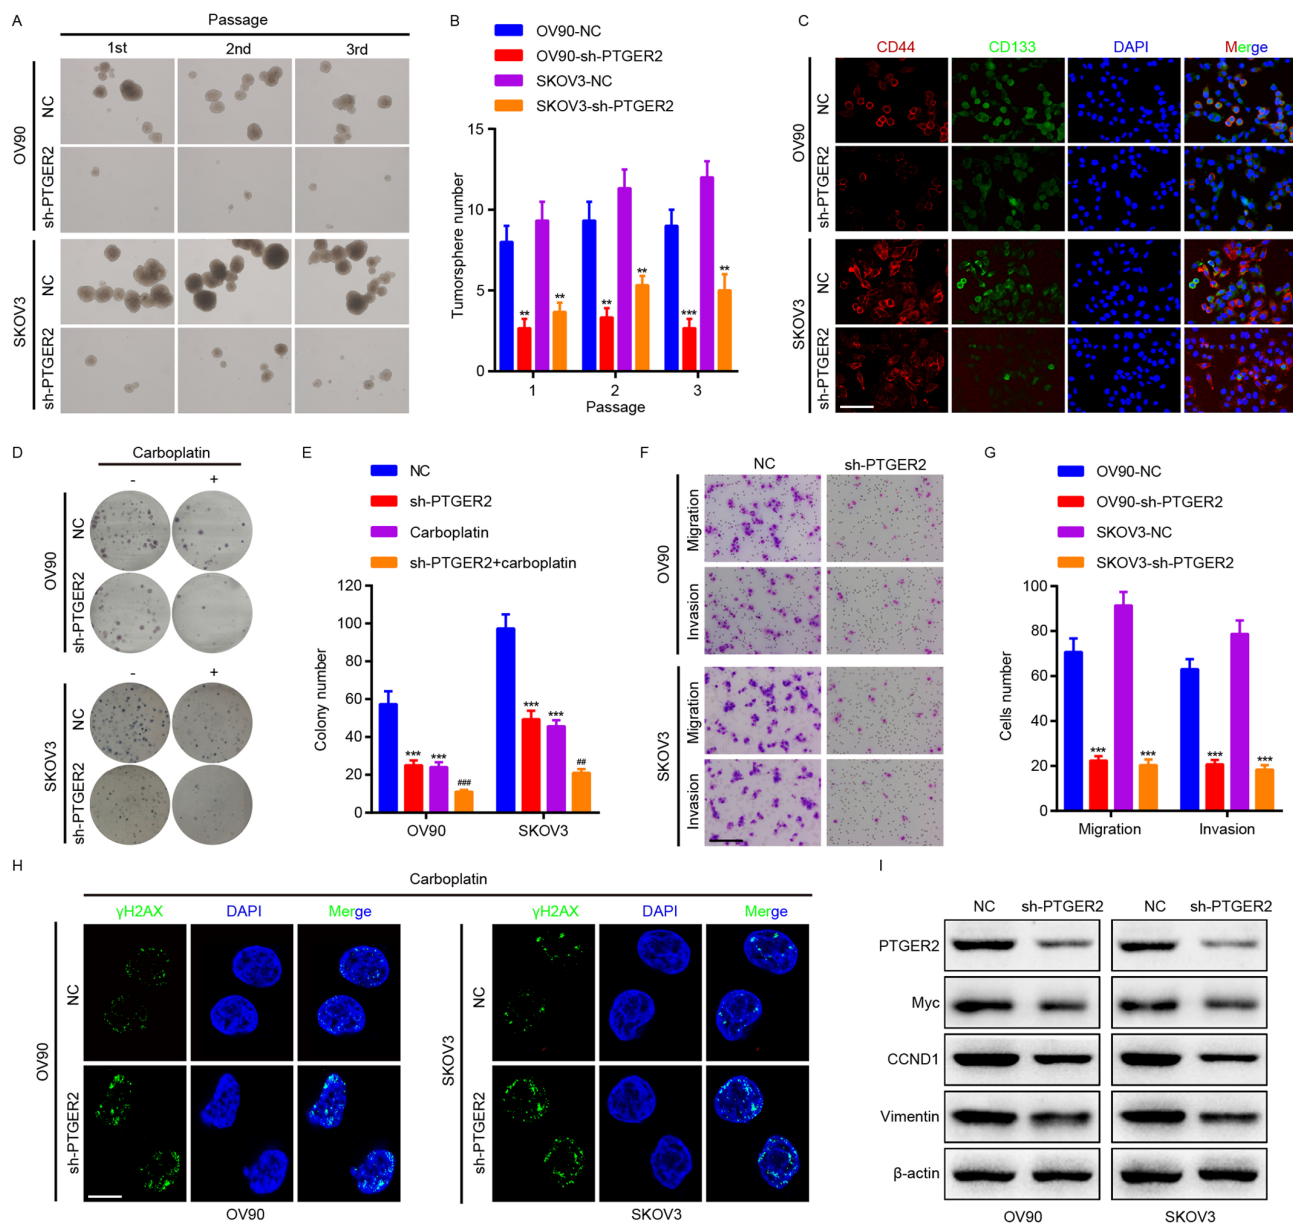 A
Passage
1st 2nd 3rd
OV90
NC
sh-PTGER2
SKOV3
NC
sh-PTGER2
B
OV90-NC
OV90-sh-PTGER2
SKOV3-NC
SKOV3-sh-PTGER2
Tumorsphere number
15
10
5
0
** ** ** ** *** **
1 2 3
Passage
C
CD44 CD133 DAPI Merge
OV90
NC
sh-PTGER2
SKOV3
NC
sh-PTGER2
D
Carboplatin
- +
OV90
NC
sh-PTGER2
- +
SKOV3
NC
sh-PTGER2
E
NC
sh-PTGER2
Carboplatin
sh-PTGER2+carboplatin
Colony number
120
100
80
60
40
20
0
*** *** ### *** *** ##
OV90 SKOV3
F
NC sh-PTGER2
OV90
Migration
Invasion
SKOV3
Migration
Invasion
G
OV90-NC
OV90-sh-PTGER2
SKOV3-NC
SKOV3-sh-PTGER2
Cells number
100
80
60
40
20
0
*** *** *** ***
Migration Invasion
H
Carboplatin
γH2AX DAPI Merge
OV90
NC
sh-PTGER2
OV90
γH2AX DAPI Merge
SKOV3
NC
sh-PTGER2
SKOV3
I
NC sh-PTGER2 NC sh-PTGER2
PTGER2
Myc
CCND1
Vimentin
β-actin
OV90 SKOV3